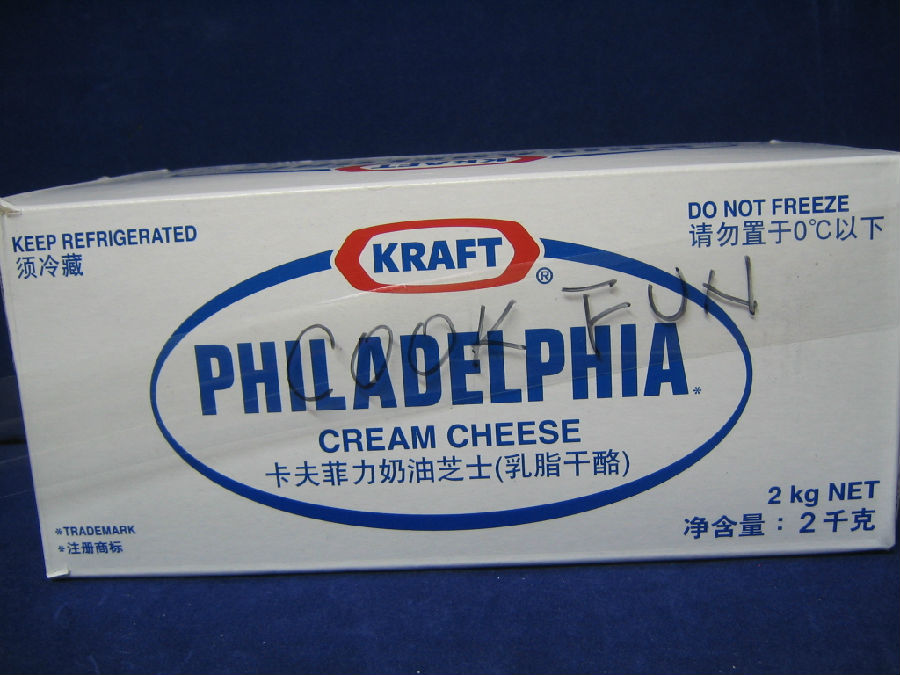 KRAFT
KEEP REFRIGERATED
须冷藏
DO NOT FREEZE
请勿置于0℃以下
KRAFT®
COOK FUN
PHILADELPHIA*
CREAM CHEESE
卡夫菲力奶油芝士(乳脂干酪)
2 kg NET
净含量：2千克
*TRADEMARK
*注册商标